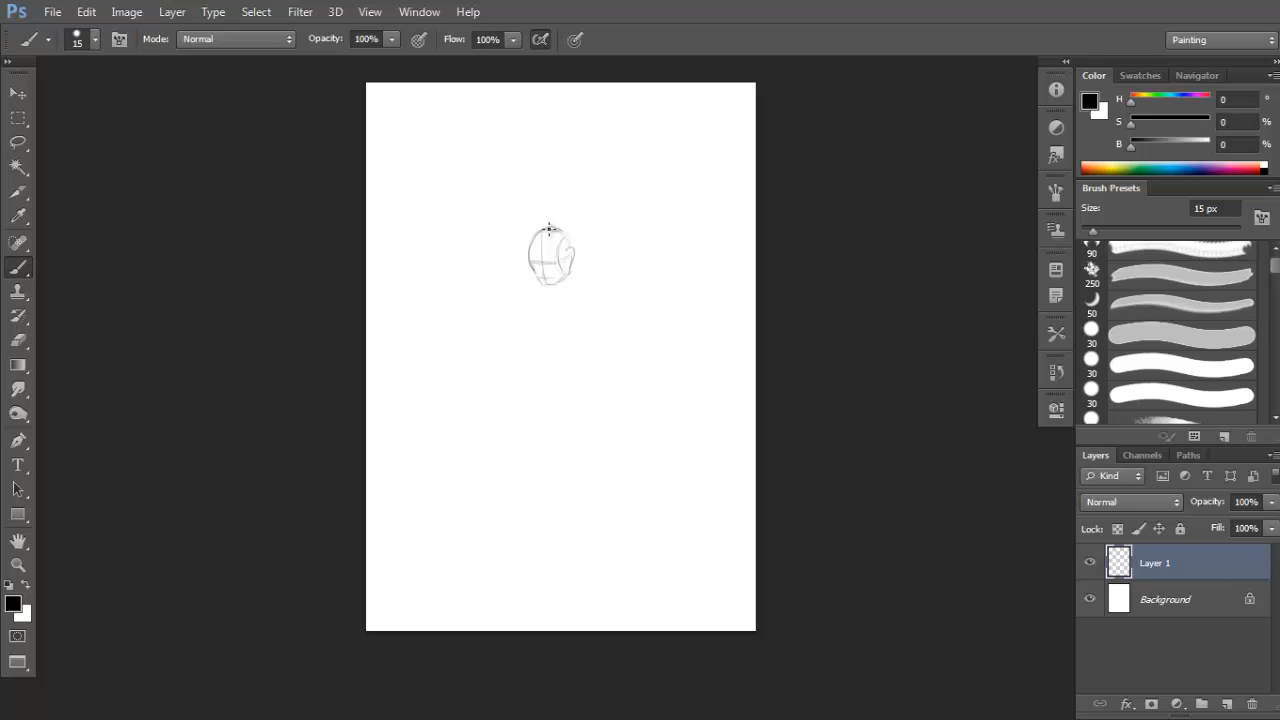 Ps File Edit Image Layer Type Select Filter 3D View Window Help
15 Mode: Normal Opacity: 100% Flow: 100% Painting
Color Swatches Navigator
H 0 °
S 0 %
B 0 %
Brush Presets
Size: 15 px
90
250
50
30
30
30
Layers Channels Paths
Kind
Normal Opacity: 100%
Lock: Fill: 100%
Layer 1
Background